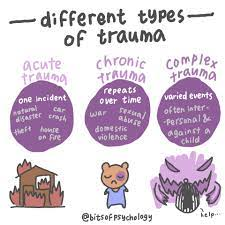 different types
of trauma
acute
trauma
one incident
natural car
disaster crash
theft house
on fire
chronic
trauma
repeats
over time
war sexual
abuse
domestic
violence
complex
trauma
varied events
often inter-
personal &
against a
child
help...
@bitsofpsychology